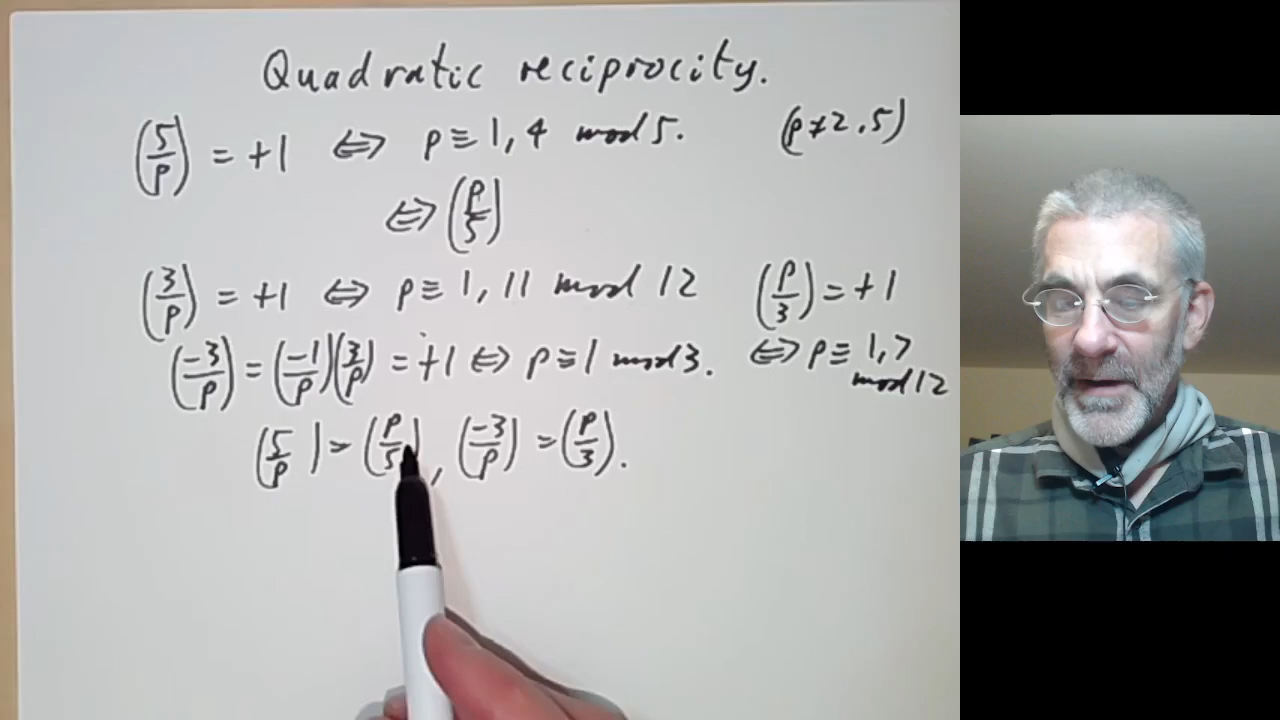 Quadratic reciprocity.
(5/p) = +1 ⇔ p ≡ 1, 4 mod 5. (p ≠ 2, 5)
⇔ (p/5)
(3/p) = +1 ⇔ p ≡ 1, 11 mod 12 (p/3) = +1
(-3/p) = (-1/p)(3/p) = +1 ⇔ p ≡ 1 mod 3. ⇔ p ≡ 1, 7
mod 12
(5/p) = (p/5), (-3/p) = (p/3).